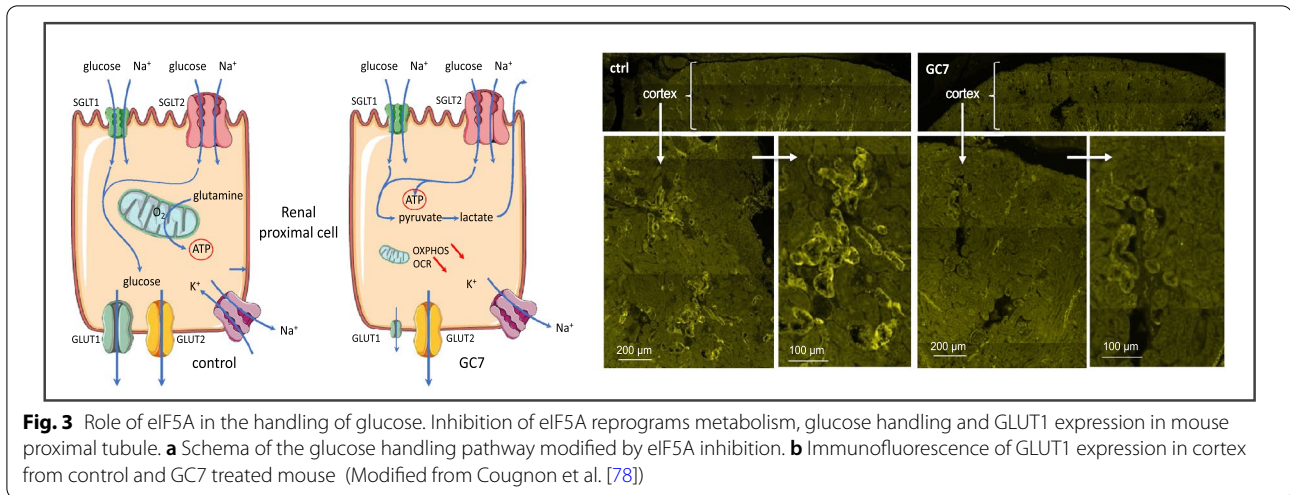 glucose Na⁺ glucose Na⁺
SGLT1 SGLT2
glutamine
O₂
ATP
glucose
K⁺
Na⁺
GLUT1 GLUT2
control
Renal
proximal cell
glucose Na⁺ glucose Na⁺
SGLT1 SGLT2
ATP
pyruvate lactate
OXPHOS
OCR
K⁺
Na⁺
GLUT1 GLUT2
GC7
ctrl
cortex
200 µm
100 µm
GC7
cortex
200 µm
100 µm
Fig. 3 Role of eIF5A in the handling of glucose. Inhibition of eIF5A reprograms metabolism, glucose handling and GLUT1 expression in mouse
proximal tubule. a Schema of the glucose handling pathway modified by eIF5A inhibition. b Immunofluorescence of GLUT1 expression in cortex
from control and GC7 treated mouse (Modified from Cougnon et al. [78])